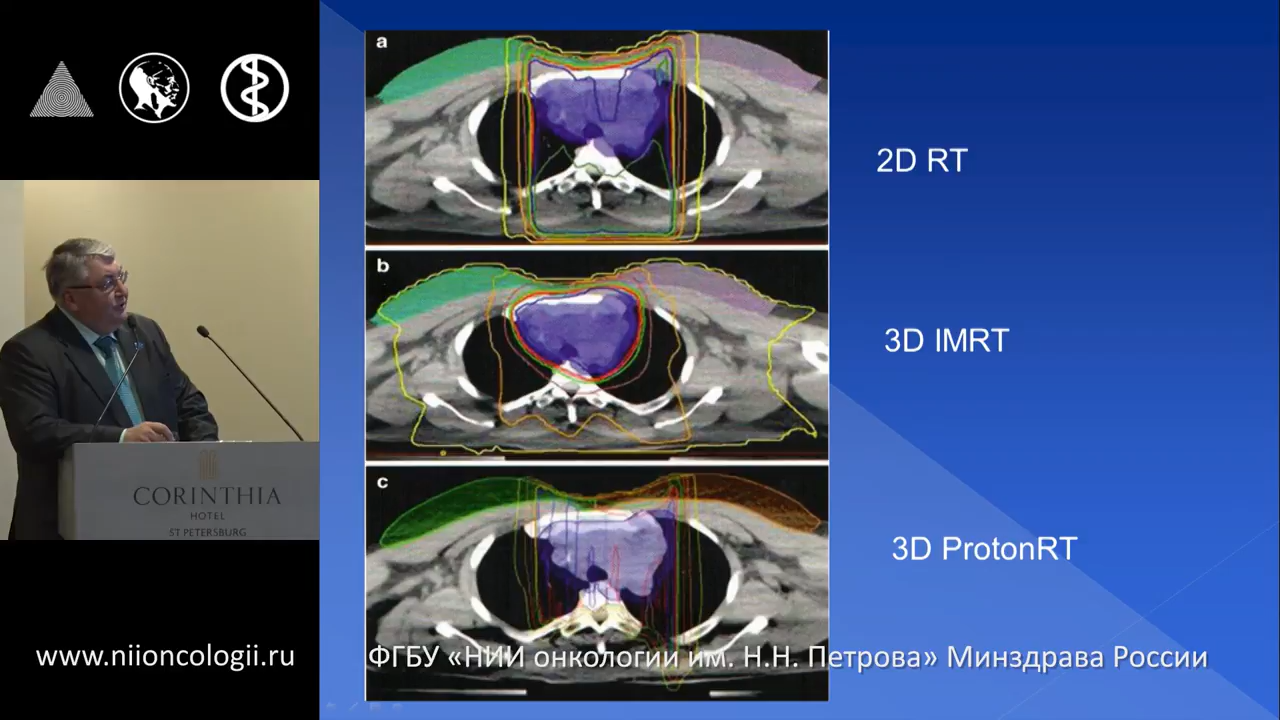 a
2D RT
b
3D IMRT
CORINTHIA
HOTEL
ST PETERSBURG
c
3D ProtonRT
www.niioncologii.ru
ФГБУ «НИИ онкологии им. Н.Н. Петрова» Минздрава России